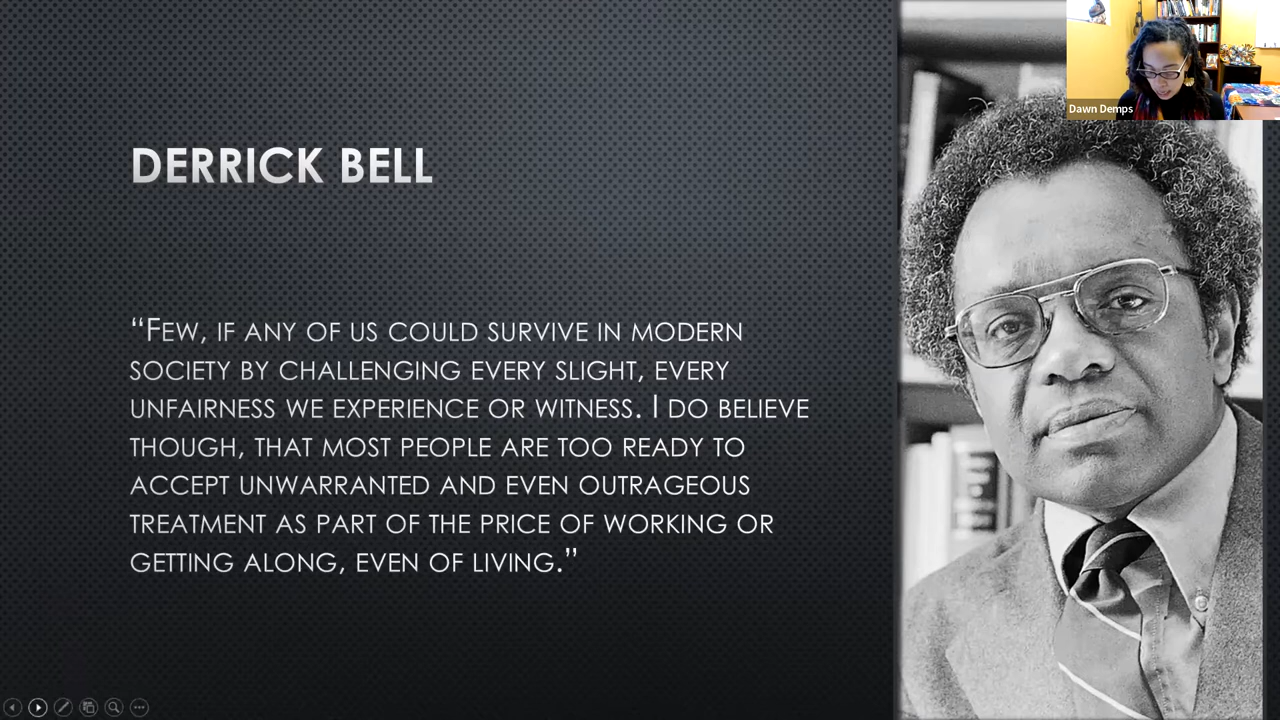 Dawn Demps
DERRICK BELL
“FEW, IF ANY OF US COULD SURVIVE IN MODERN
SOCIETY BY CHALLENGING EVERY SLIGHT, EVERY
UNFAIRNESS WE EXPERIENCE OR WITNESS. I DO BELIEVE
THOUGH, THAT MOST PEOPLE ARE TOO READY TO
ACCEPT UNWARRANTED AND EVEN OUTRAGEOUS
TREATMENT AS PART OF THE PRICE OF WORKING OR
GETTING ALONG, EVEN OF LIVING.”